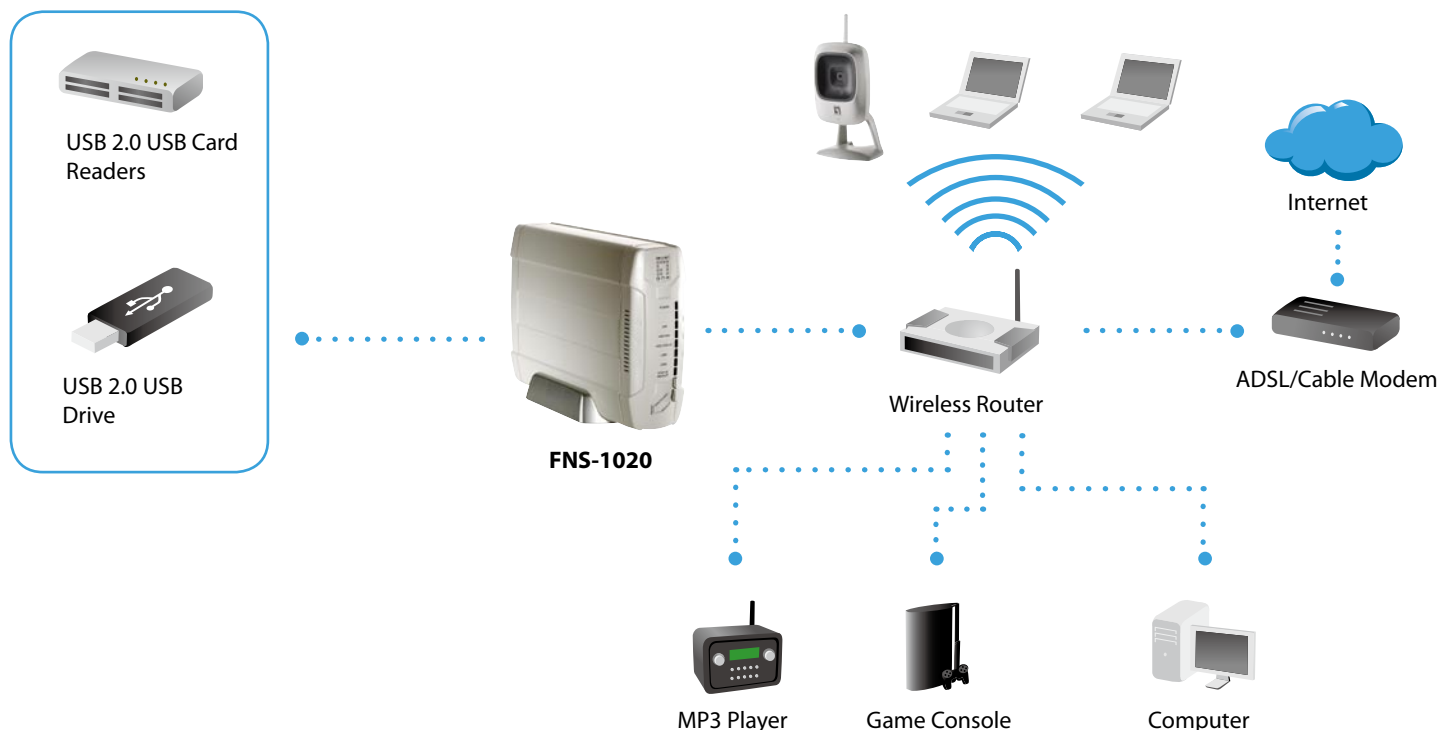 USB 2.0 USB Card
Readers
USB 2.0 USB
Drive
FNS-1020
Wireless Router
Internet
ADSL/Cable Modem
MP3 Player
Game Console
Computer